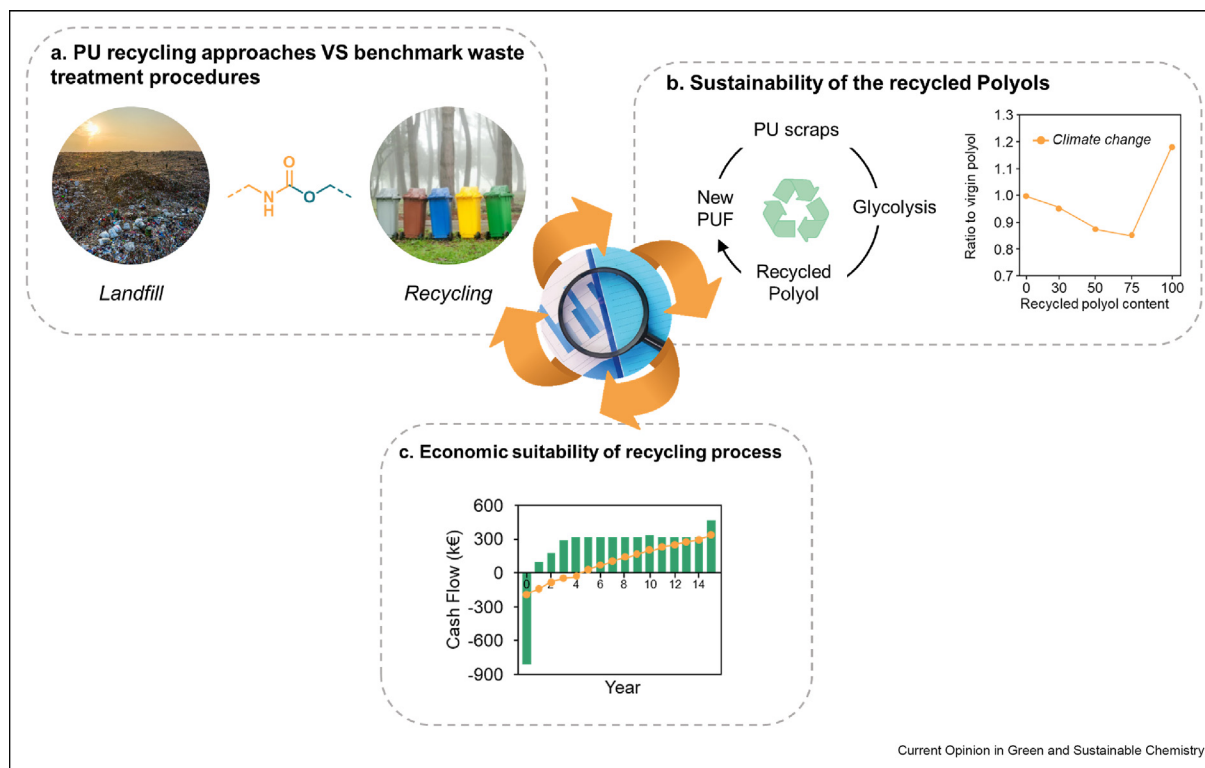 a. PU recycling approaches VS benchmark waste
treatment procedures
O
N
H
O
Landfill
Recycling
b. Sustainability of the recycled Polyols
PU scraps
New
PUF
Glycolysis
Recycled
Polyol
1.3
1.2
1.1
1.0
0.9
0.8
0.7
Ratio to virgin polyol
Climate change
0 30 50 75 100
Recycled polyol content
c. Economic suitability of recycling process
600
300
0
-300
-600
-900
Cash Flow (k€)
0 2 4 6 8 10 12 14
Year
Current Opinion in Green and Sustainable Chemistry